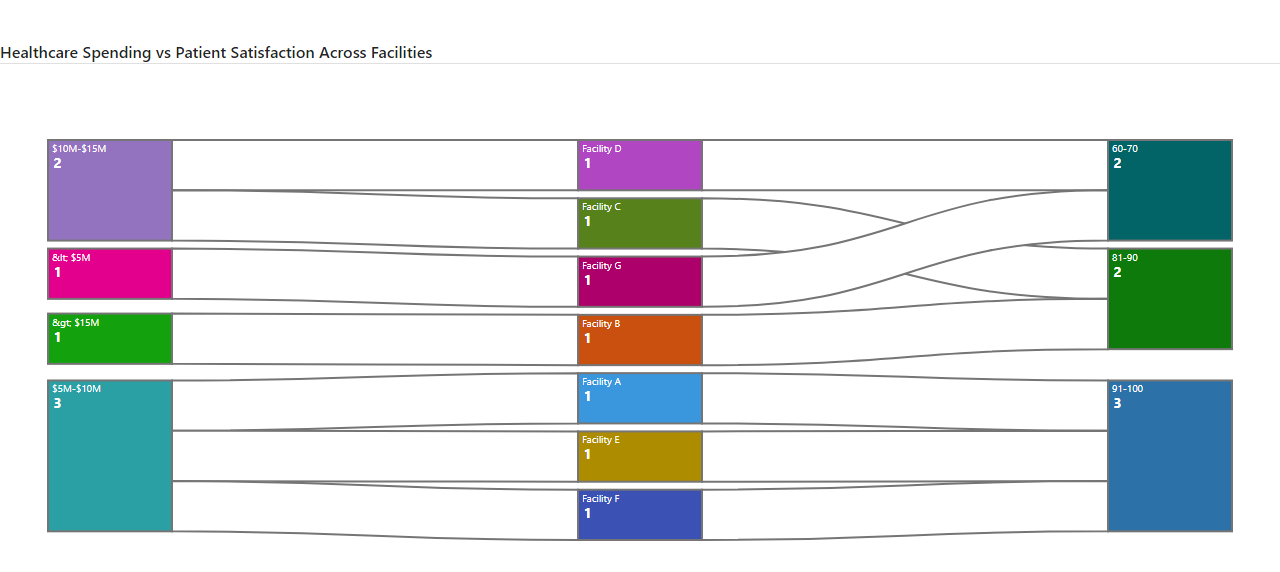 Healthcare Spending vs Patient Satisfaction Across Facilities
$10M-$15M
2
&lt; $5M
1
&gt; $15M
1
$5M-$10M
3
Facility D
1
Facility C
1
Facility G
1
Facility B
1
Facility A
1
Facility E
1
Facility F
1
60-70
2
81-90
2
91-100
3